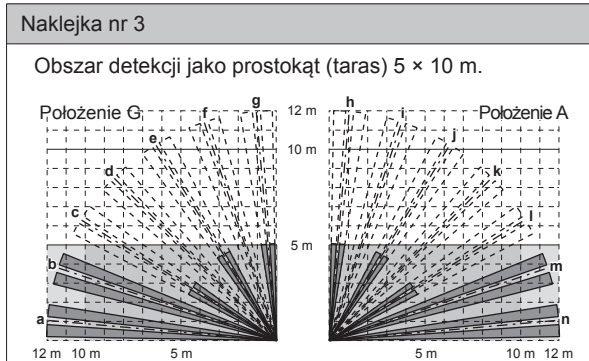 Naklejka nr 3
Obszar detekcji jako prostokąt (taras) 5 × 10 m.
Położenie G
f
g
12 m
h
i
Położenie A
e
10 m
j
d
k
c
l
5 m
b
m
a
n
12 m 10 m 5 m
5 m 10 m 12 m